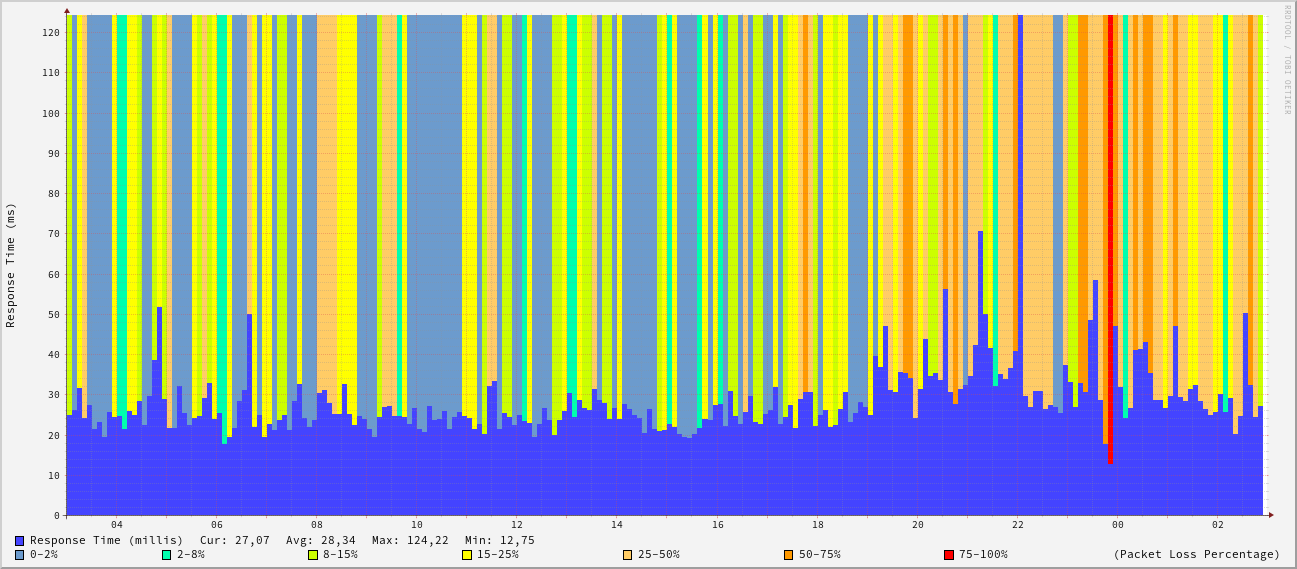 RRDTOOL / TOBI OETIKER
Response Time (ms)
120
110
100
90
80
70
60
50
40
30
20
10
0
04 06 08 10 12 14 16 18 20 22 00 02
Response Time (millis) Cur: 27,07 Avg: 28,34 Max: 124,22 Min: 12,75
0-2% 2-8% 8-15% 15-25% 25-50% 50-75% 75-100% (Packet Loss Percentage)